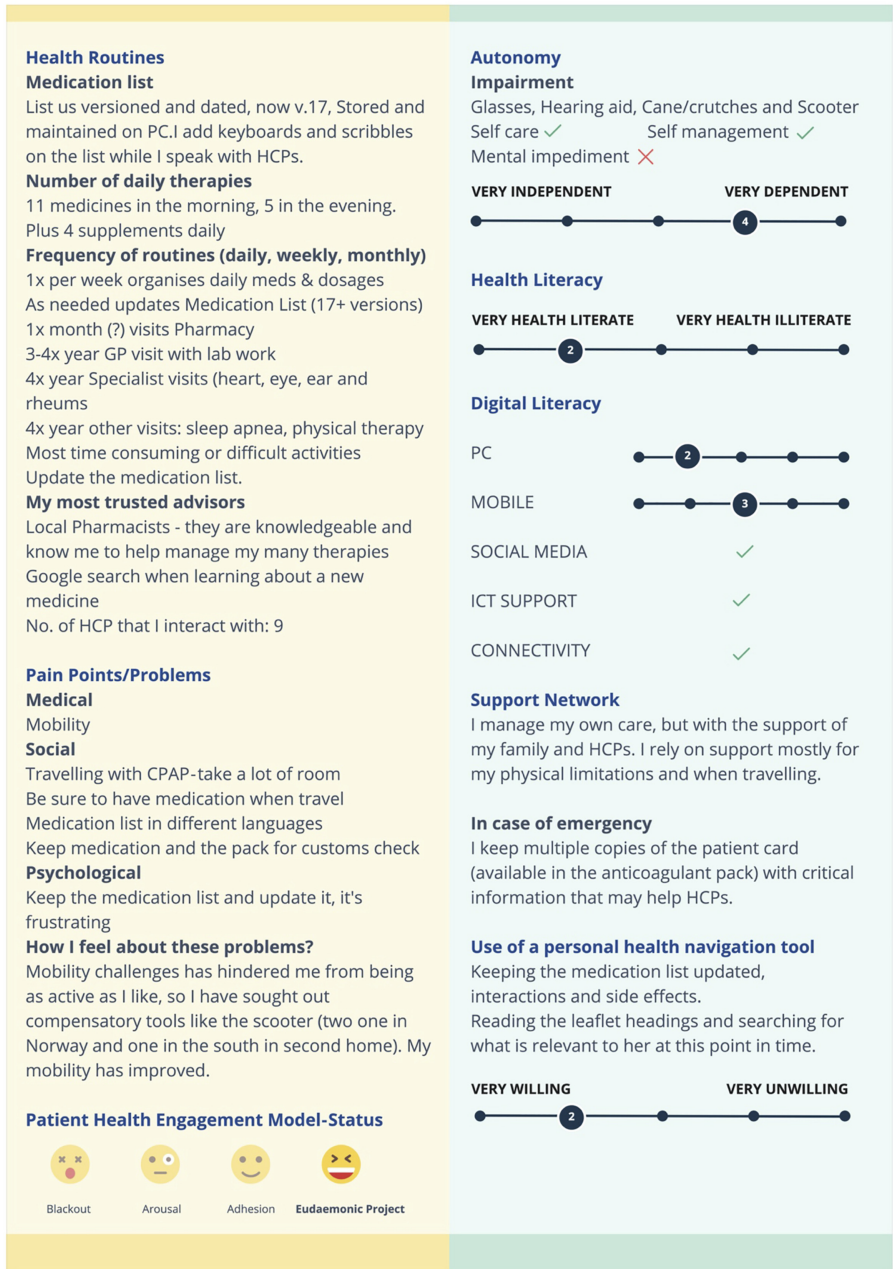 Health Routines
Medication list
List us versioned and dated, now v.17, Stored and
maintained on PC.I add keyboards and scribbles
on the list while I speak with HCPs.
Number of daily therapies
11 medicines in the morning, 5 in the evening.
Plus 4 supplements daily
Frequency of routines (daily, weekly, monthly)
1x per week organises daily meds & dosages
As needed updates Medication List (17+ versions)
1x month (?) visits Pharmacy
3-4x year GP visit with lab work
4x year Specialist visits (heart, eye, ear and
rheums
4x year other visits: sleep apnea, physical therapy
Most time consuming or difficult activities
Update the medication list.
My most trusted advisors
Local Pharmacists - they are knowledgeable and
know me to help manage my many therapies
Google search when learning about a new
medicine
No. of HCP that I interact with: 9
Pain Points/Problems
Medical
Mobility
Social
Travelling with CPAP-take a lot of room
Be sure to have medication when travel
Medication list in different languages
Keep medication and the pack for customs check
Psychological
Keep the medication list and update it, it's
frustrating
How I feel about these problems?
Mobility challenges has hindered me from being
as active as I like, so I have sought out
compensatory tools like the scooter (two one in
Norway and one in the south in second home). My
mobility has improved.
Patient Health Engagement Model-Status
Blackout Arousal Adhesion Eudaemonic Project
Autonomy
Impairment
Glasses, Hearing aid, Cane/crutches and Scooter
Self care Self management
Mental impediment
VERY INDEPENDENT VERY DEPENDENT
4
Health Literacy
VERY HEALTH LITERATE VERY HEALTH ILLITERATE
2
Digital Literacy
PC 2
MOBILE 3
SOCIAL MEDIA
ICT SUPPORT
CONNECTIVITY
Support Network
I manage my own care, but with the support of
my family and HCPs. I rely on support mostly for
my physical limitations and when travelling.
In case of emergency
I keep multiple copies of the patient card
(available in the anticoagulant pack) with critical
information that may help HCPs.
Use of a personal health navigation tool
Keeping the medication list updated,
interactions and side effects.
Reading the leaflet headings and searching for
what is relevant to her at this point in time.
VERY WILLING VERY UNWILLING
2